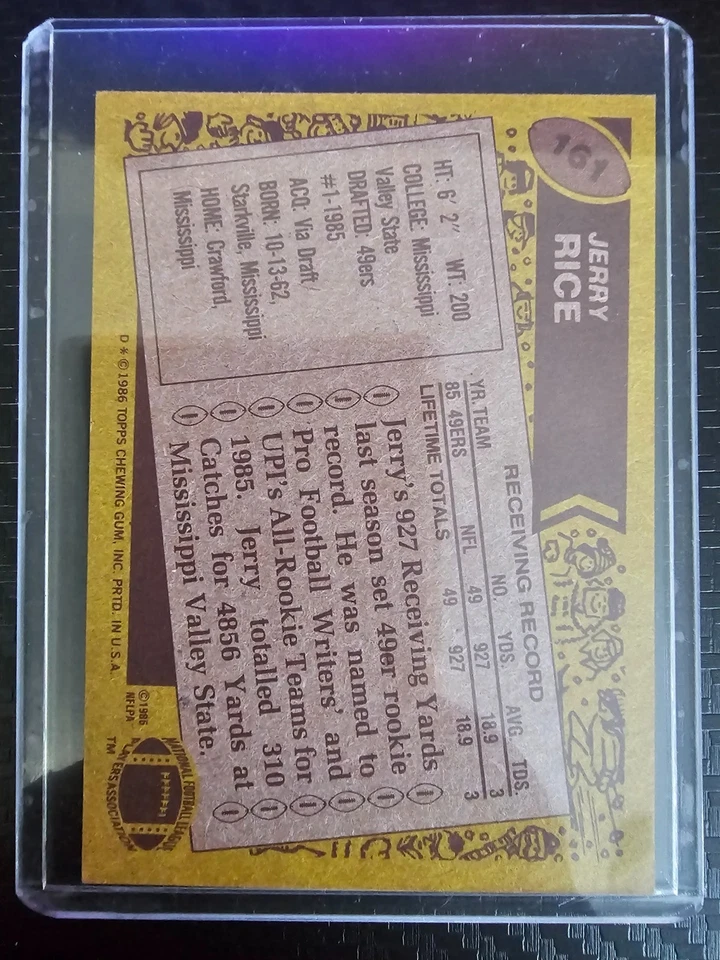 161
JERRY
RICE
HT: 6' 2" WT: 200
COLLEGE: Mississippi
Valley State
DRAFTED: 49ers
#1-1985
ACQ: Via Draft
BORN: 10-13-62,
Starkville, Mississippi
HOME: Crawford,
Mississippi
RECEIVING RECORD
YR. TEAM NO. YDS. AVG. TDS.
85 49ERS NFL 49 927 18.9 3
LIFETIME TOTALS 49 927 18.9 3
Jerry's 927 Receiving Yards
last season set 49er rookie
record. He was named to
Pro Football Writers' and
UPI's All-Rookie Teams for
1985. Jerry totalled 310
Catches for 4856 Yards at
Mississippi Valley State.
D * © 1986 TOPPS CHEWING GUM, INC. PRTD. IN U.S.A.
© 1986
NFLPA
NATIONAL FOOTBALL LEAGUE
PLAYERS ASSOCIATION
TM